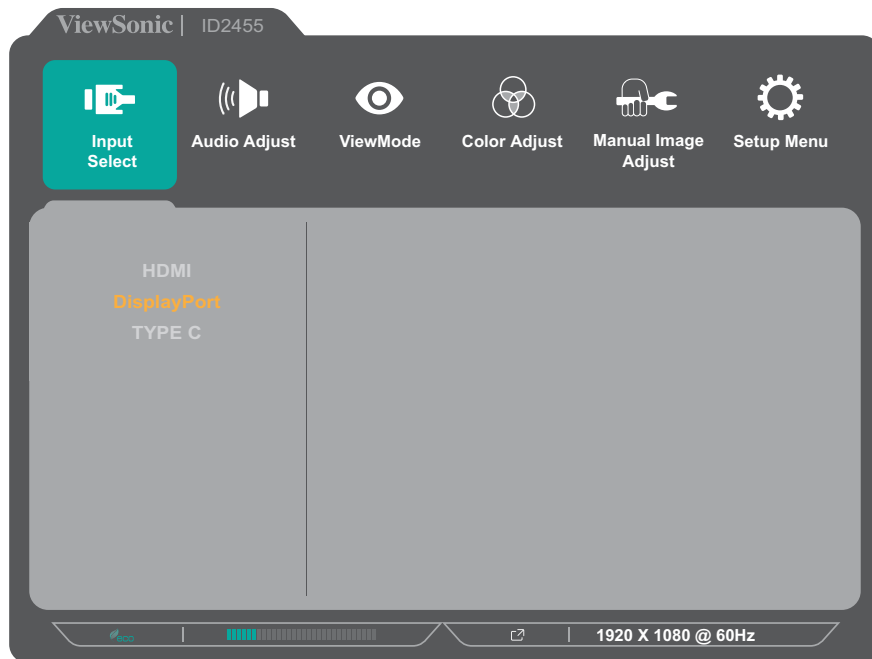 ViewSonic | ID2455
Input
Select
Audio Adjust
ViewMode
Color Adjust
Manual Image
Adjust
Setup Menu
HDMI
DisplayPort
TYPE C
eco
1920 X 1080 @ 60Hz